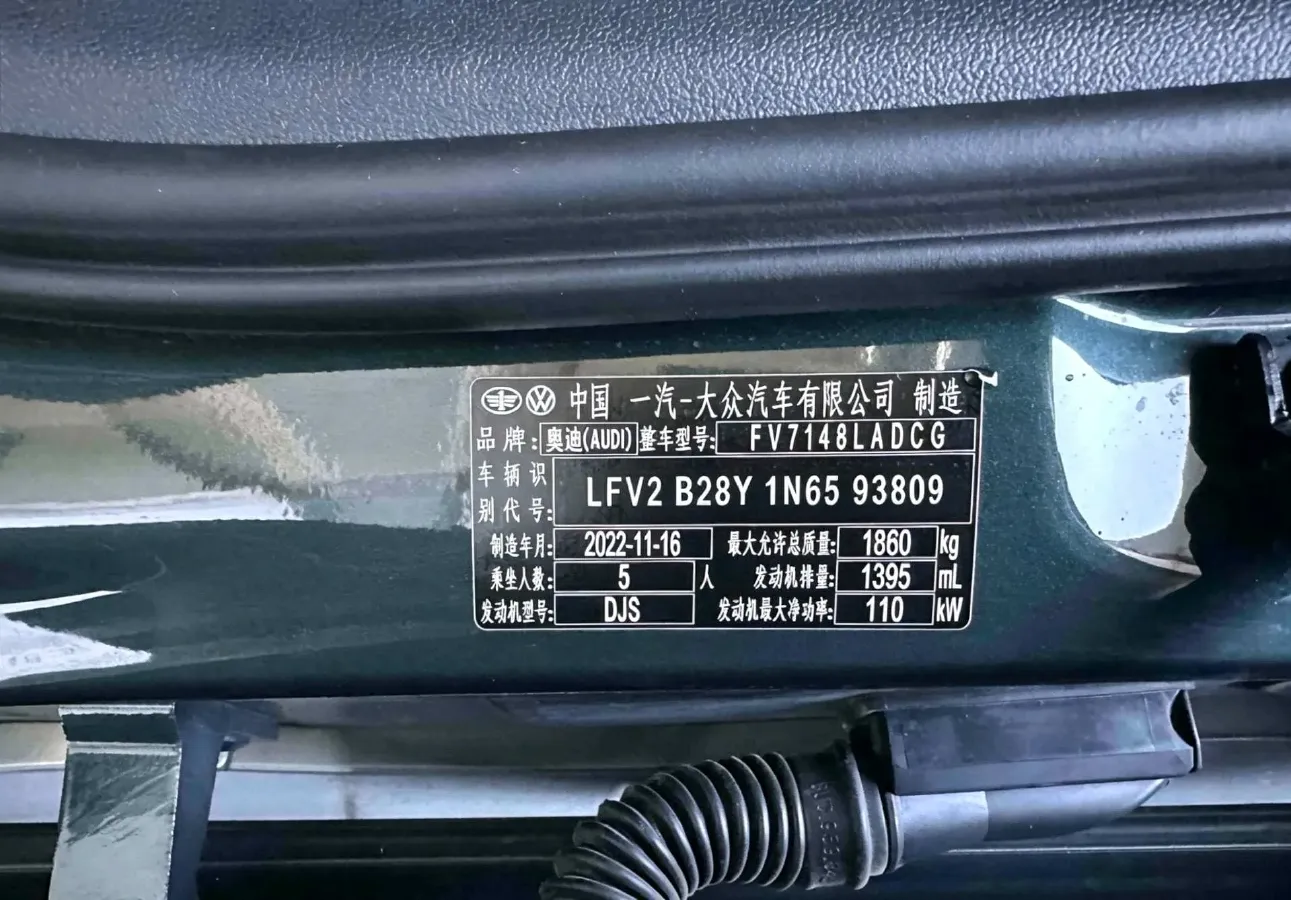 中国 一汽-大众汽车有限公司 制造
品牌: 奥迪(AUDI) 整车型号: FV7148LADCG
车辆识别代号: LFV2 B28Y 1N65 93809
制造年月: 2022-11-16 最大允许总质量: 1860 kg
乘坐人数: 5 人 发动机排量: 1395 mL
发动机型号: DJS 发动机最大净功率: 110 kW